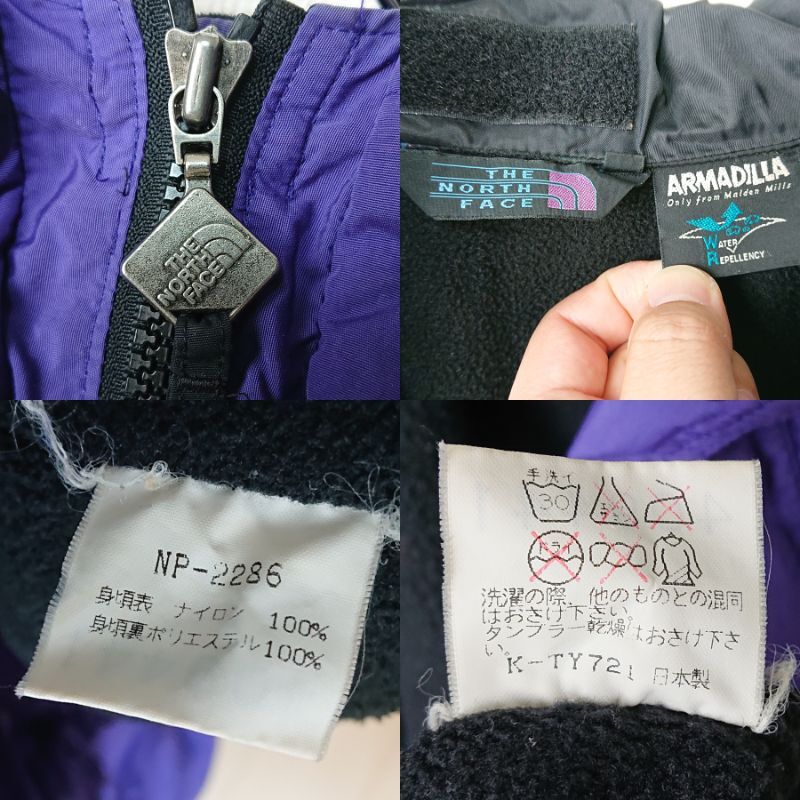 THE
NORTH
FACE
THE
NORTH
FACE
ARMADILLA
Only from Malden Mills
WATER
REPELLENCY
NP-2286
身頃表 ナイロン 100%
身頃裏ポリエステル100%
手洗イ
30
ドライ
洗濯の際、他のものとの混同
はおさけ下さい。
タンブラー乾燥はおさけ下さ
い。
K-TY721 日本製